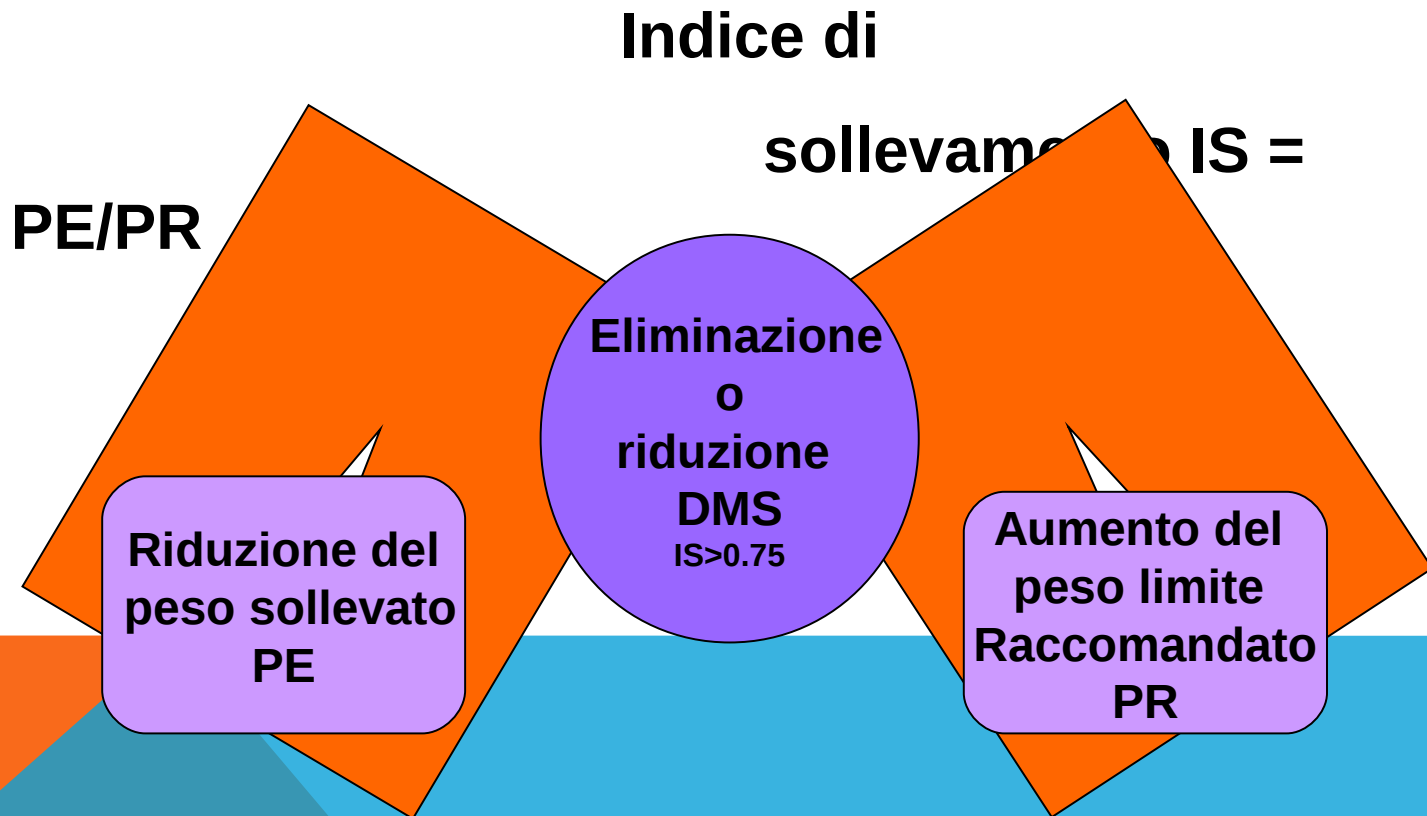 Indice di
sollevamento IS =
PE/PR
Eliminazione
o
riduzione
DMS
IS>0.75
Riduzione del
peso sollevato
PE
Aumento del
peso limite
Raccomandato
PR